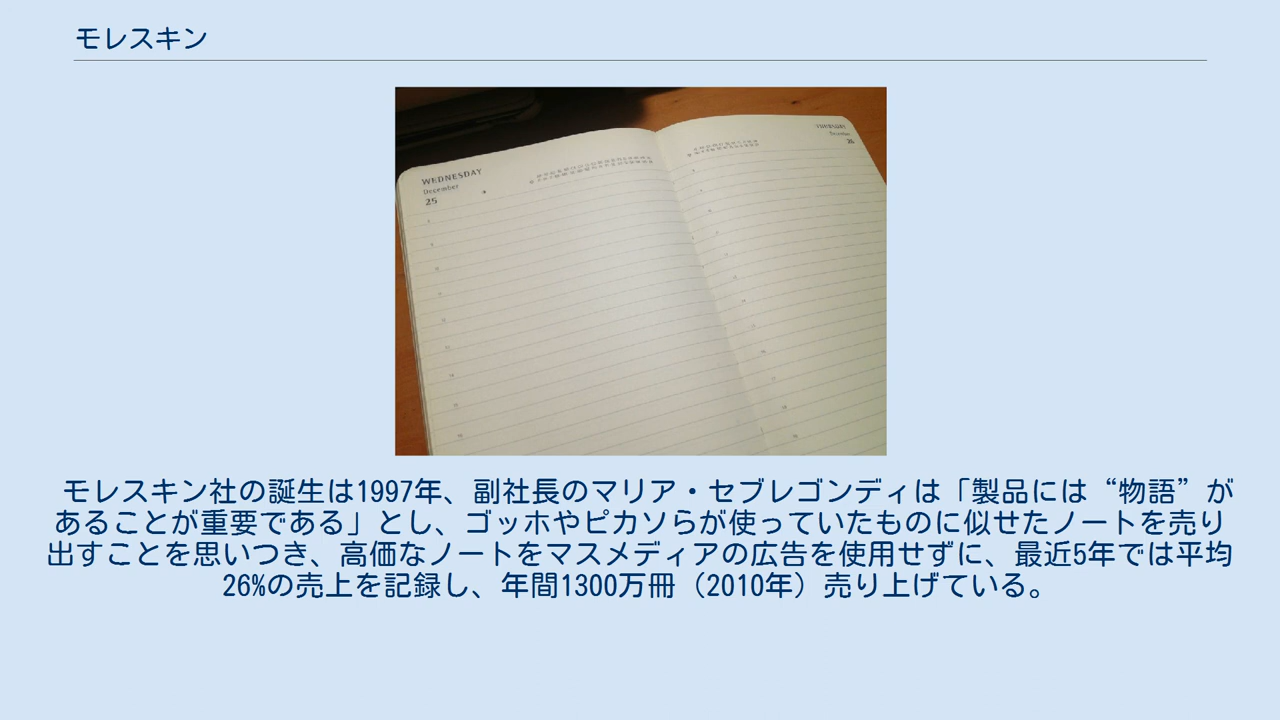 モレスキン
WEDNESDAY
December
25
モレスキン社の誕生は1997年、副社長のマリア・セブレゴンディは「製品には“物語”が
あることが重要である」とし、ゴッホやピカソらが使っていたものに似せたノートを売り
出すことを思いつき、高価なノートをマスメディアの広告を使用せずに、最近5年では平均
26%の売上を記録し、年間1300万冊（2010年）売り上げている。